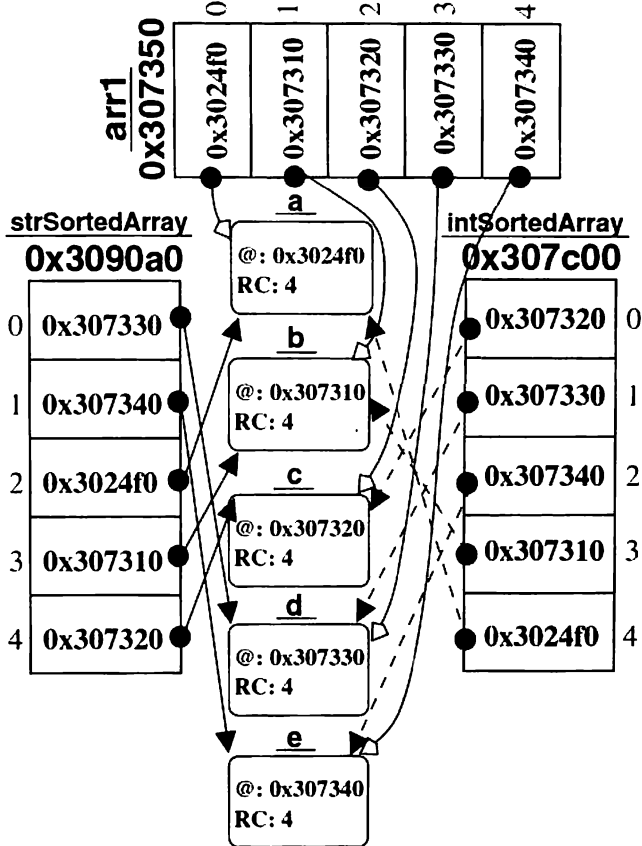 0 1 2 3 4
arr1
0x307350
0x3024f0 0x307310 0x307320 0x307330 0x307340
strSortedArray
0x3090a0
0 0x307330
1 0x307340
2 0x3024f0
3 0x307310
4 0x307320
a
@: 0x3024f0
RC: 4
b
@: 0x307310
RC: 4
c
@: 0x307320
RC: 4
d
@: 0x307330
RC: 4
e
@: 0x307340
RC: 4
intSortedArray
0x307c00
0x307320 0
0x307330 1
0x307340 2
0x307310 3
0x3024f0 4